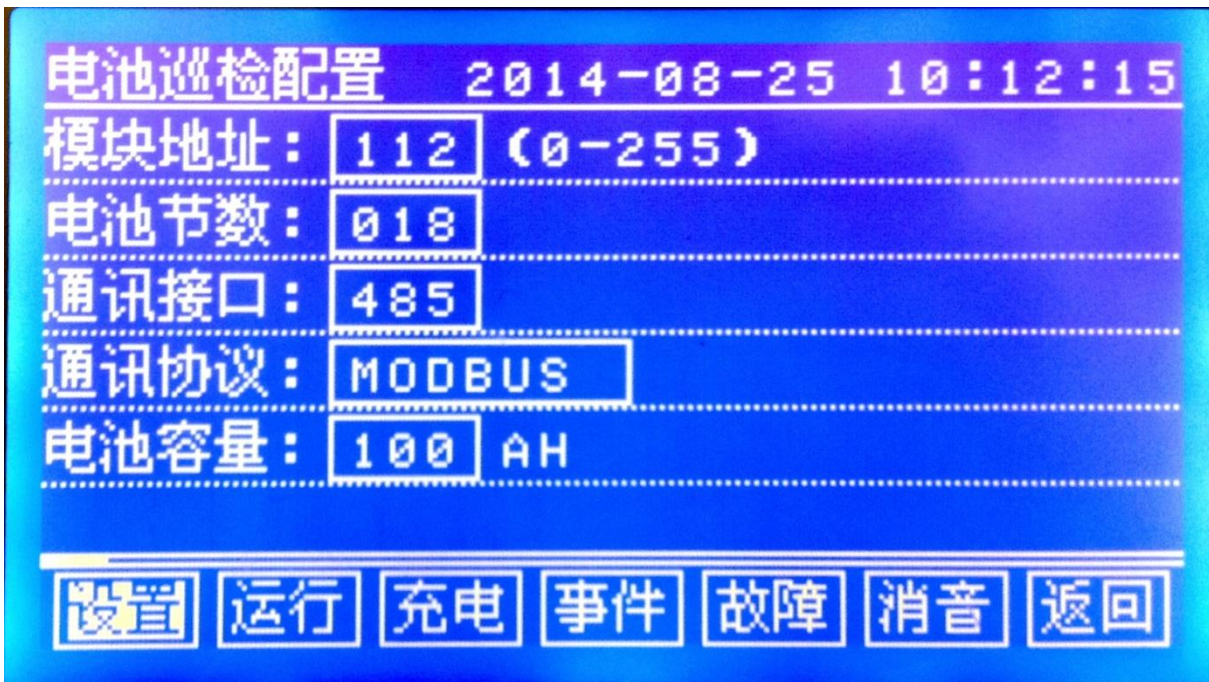 电池巡检配置 2014-08-25 10:12:15
模块地址: 112 (0-255)
电池节数: 018
通讯接口: 485
通讯协议: MODBUS
电池容量: 100 AH
设置 运行 充电 事件 故障 消音 返回